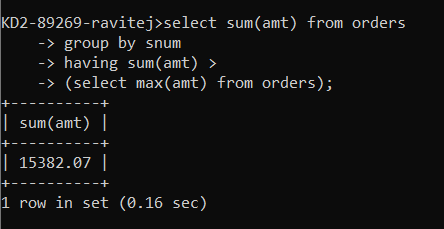 KD2-89269-ravitej>select sum(amt) from orders
    -> group by snum
    -> having sum(amt) >
    -> (select max(amt) from orders);
+----------+
| sum(amt) |
+----------+
| 15382.07 |
+----------+
1 row in set (0.16 sec)